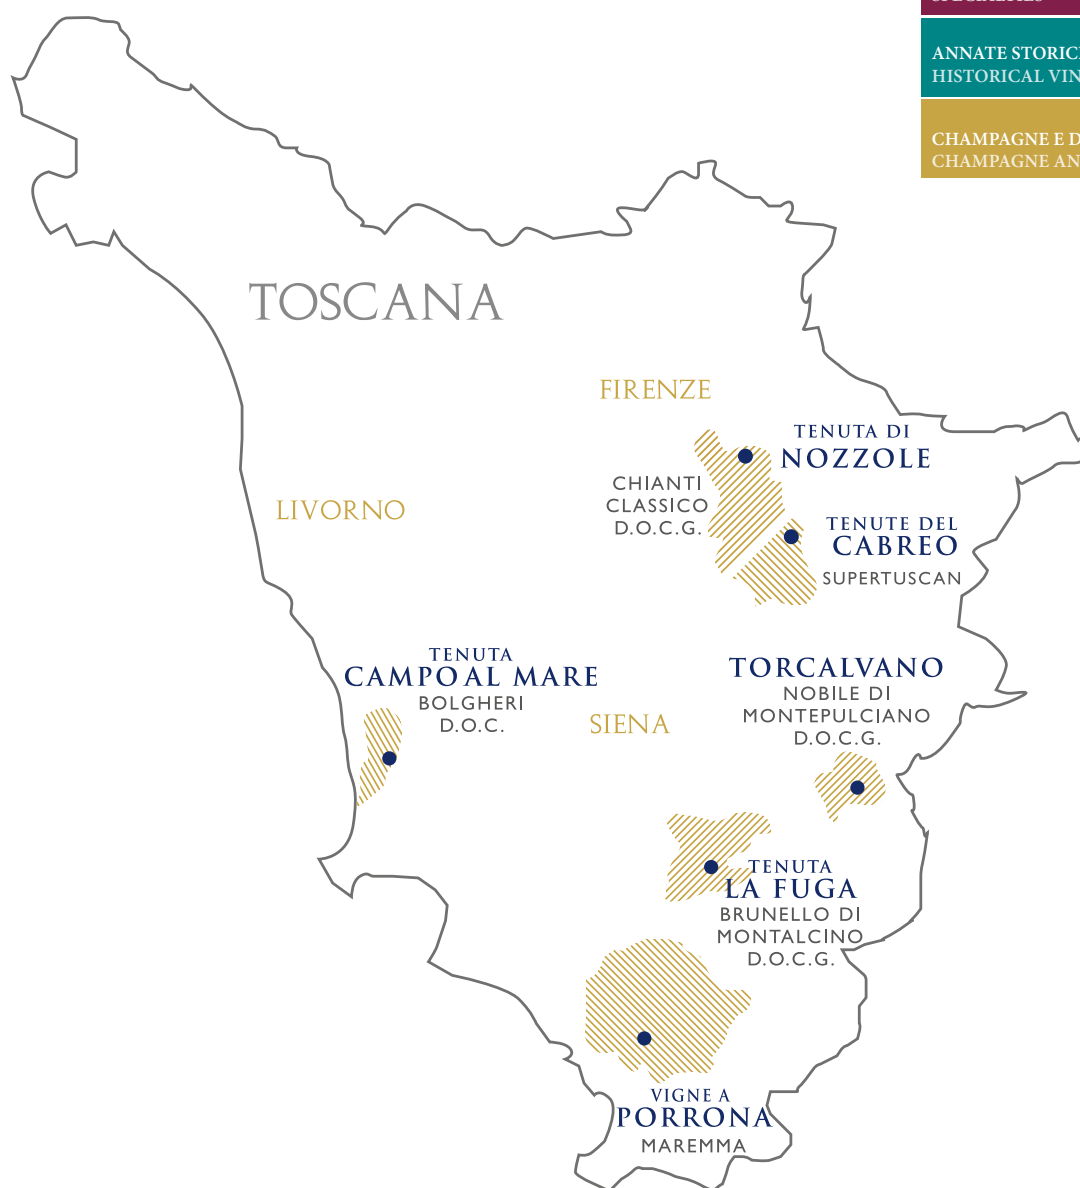 SPECIALTIES
ANNATE STORIC
HISTORICAL VIN
CHAMPAGNE E D
CHAMPAGNE AN
TOSCANA
FIRENZE
TENUTA DI
NOZZOLE
CHIANTI
CLASSICO
D.O.C.G.
LIVORNO
TENUTE DEL
CABREO
SUPERTUSCAN
TENUTA
CAMPO AL MARE
BOLGHERI
D.O.C.
SIENA
TORCALVANO
NOBILE DI
MONTEPULCIANO
D.O.C.G.
TENUTA
LA FUGA
BRUNELLO DI
MONTALCINO
D.O.C.G.
VIGNE A
PORRONA
MAREMMA